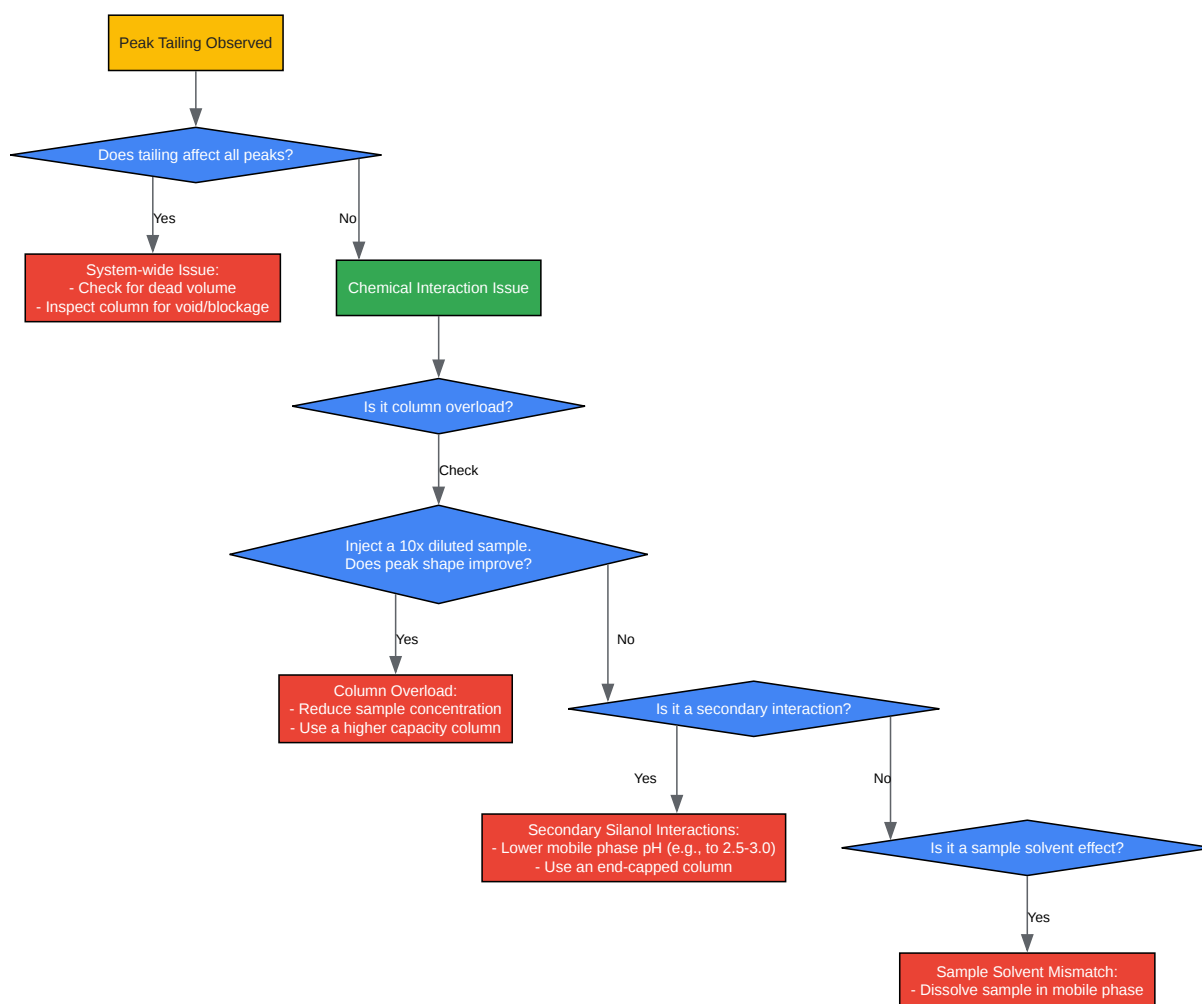 Peak Tailing Observed
Does tailing affect all peaks?
Yes
No
System-wide Issue:
- Check for dead volume
- Inspect column for void/blockage
Chemical Interaction Issue
Is it column overload?
Check
Inject a 10x diluted sample.
Does peak shape improve?
Yes
No
Column Overload:
- Reduce sample concentration
- Use a higher capacity column
Is it a secondary interaction?
Yes
No
Secondary Silanol Interactions:
- Lower mobile phase pH (e.g., to 2.5-3.0)
- Use an end-capped column
Is it a sample solvent effect?
Yes
Sample Solvent Mismatch:
- Dissolve sample in mobile phase